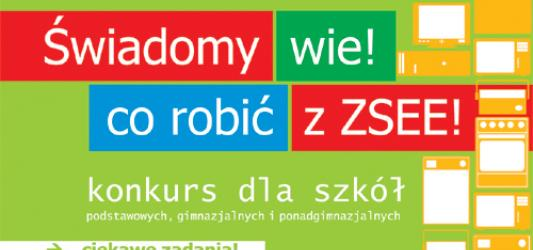 Świadomy wie!
co robić z ZSEE!
konkurs dla szkół
podstawowych, gimnazjalnych i ponadgimnazjalnych
→ ciekawe zadania!